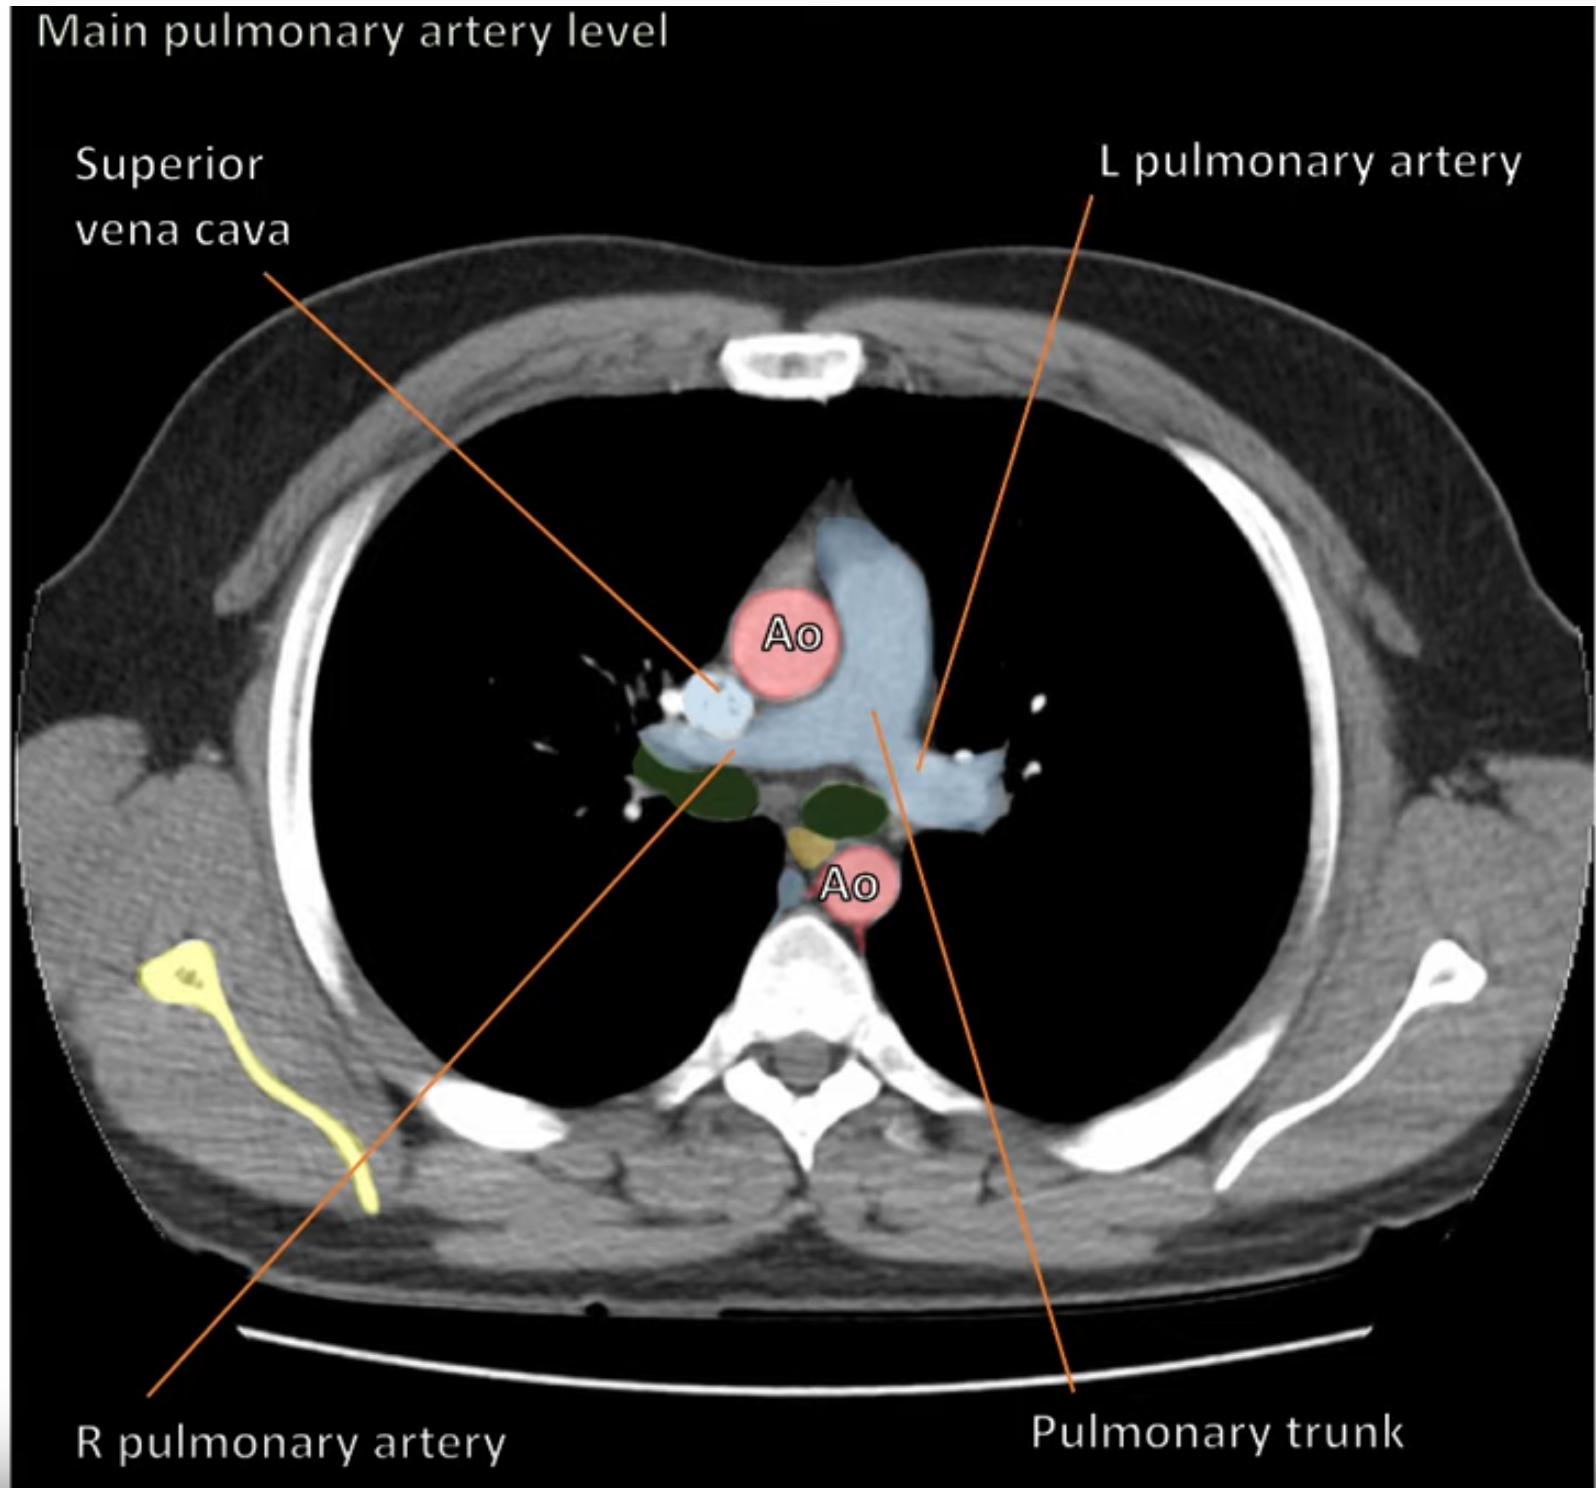 Main pulmonary artery level
Superior
vena cava
L pulmonary artery
Ao
Ao
R pulmonary artery
Pulmonary trunk